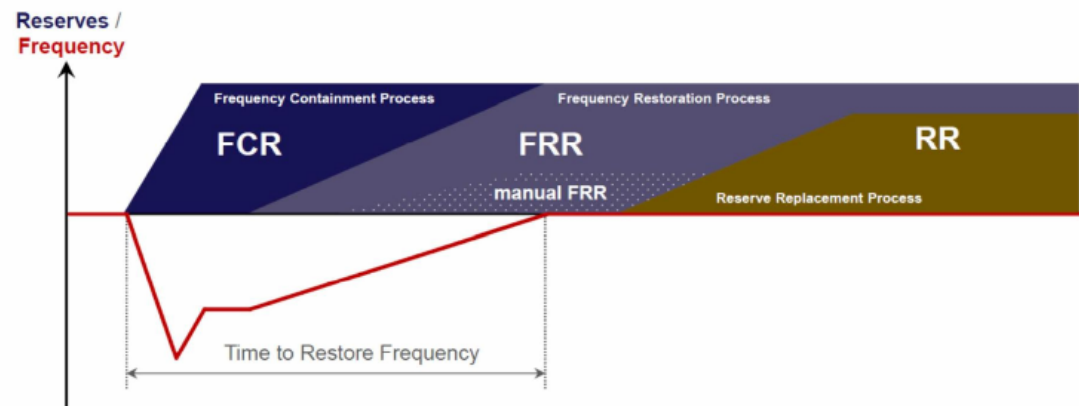 Reserves /
Frequency
Frequency Containment Process
Frequency Restoration Process
FCR
FRR
RR
manual FRR
Reserve Replacement Process
Time to Restore Frequency